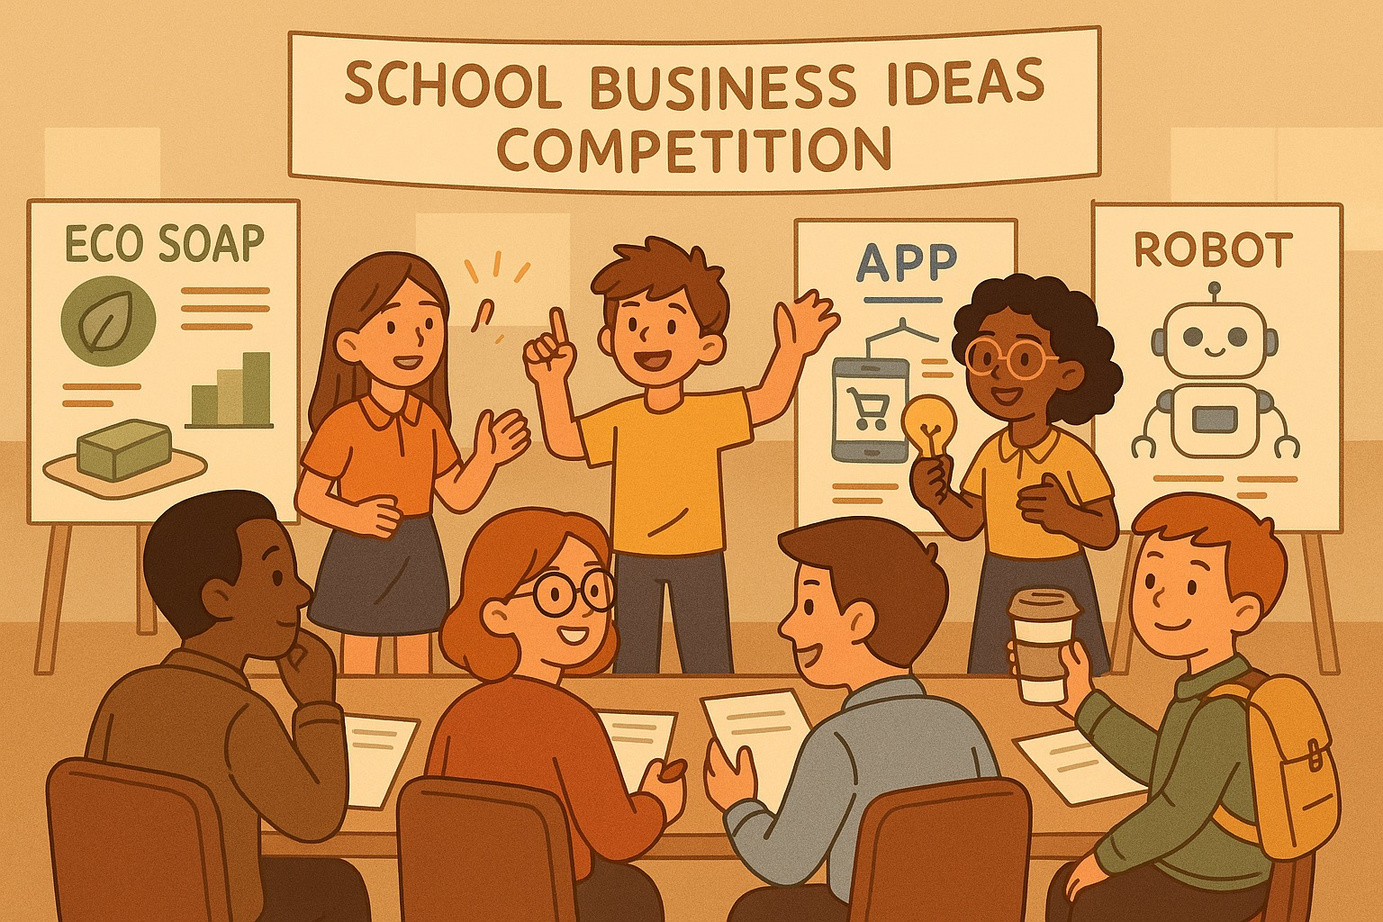 SCHOOL BUSINESS IDEAS
COMPETITION
ECO SOAP
APP
ROBOT